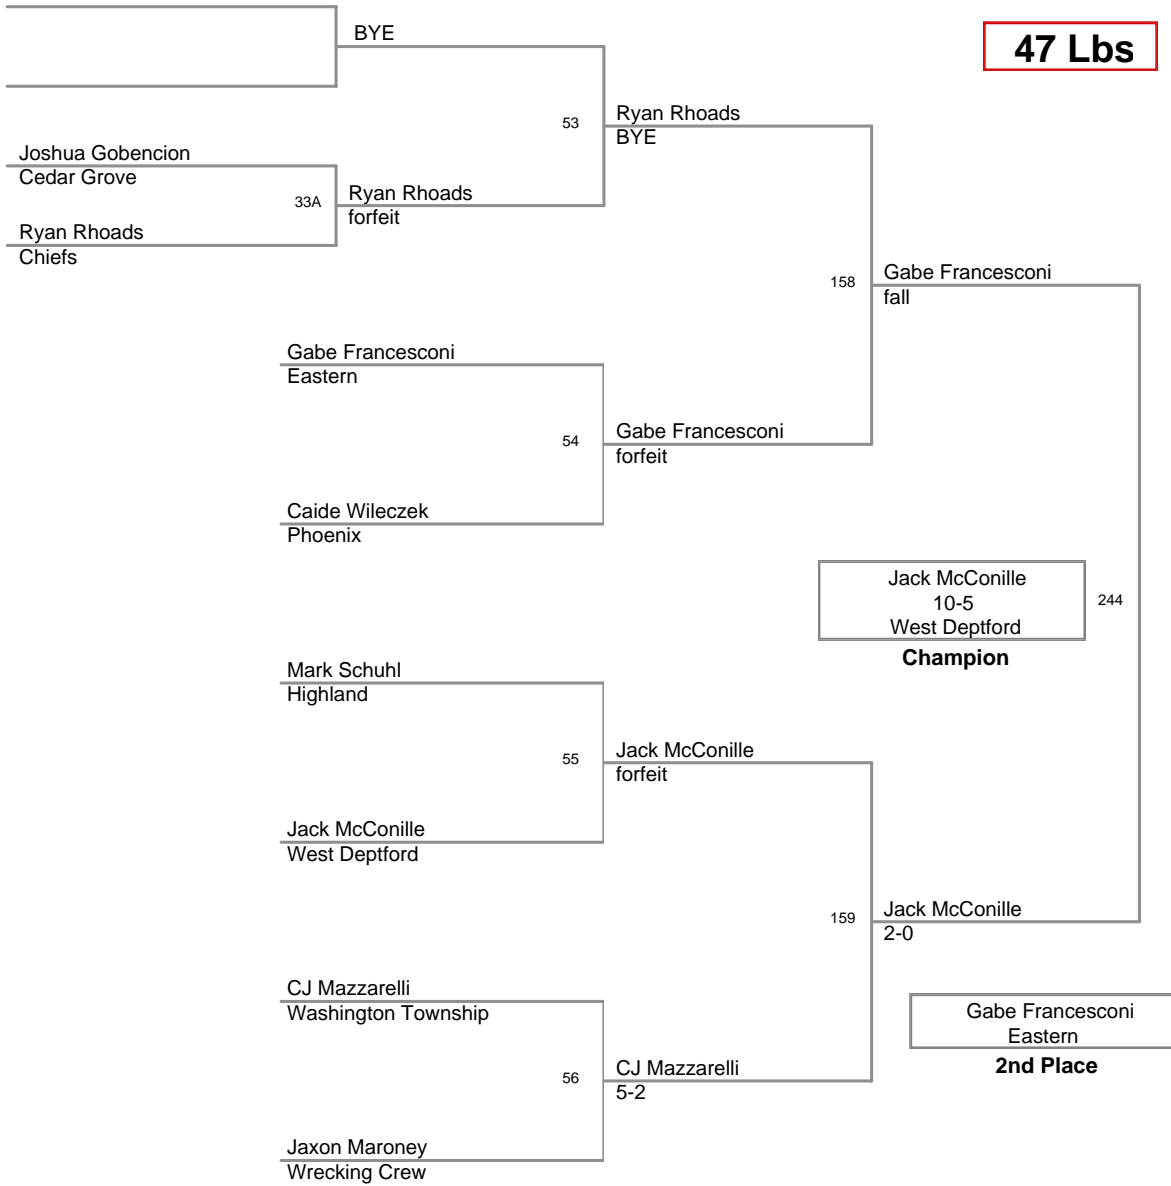 BYE
47 Lbs
53
Ryan Rhoads
BYE
Joshua Gobencion
Cedar Grove
33A
Ryan Rhoads
forfeit
Ryan Rhoads
Chiefs
158
Gabe Francesconi
fall
Gabe Francesconi
Eastern
54
Gabe Francesconi
forfeit
Caide Wileczek
Phoenix
Jack McConille
10-5
West Deptford
Champion
244
Mark Schuhl
Highland
55
Jack McConille
forfeit
Jack McConille
West Deptford
159
Jack McConille
2-0
CJ Mazzarelli
Washington Township
Gabe Francesconi
Eastern
2nd Place
56
CJ Mazzarelli
5-2
Jaxon Maroney
Wrecking Crew